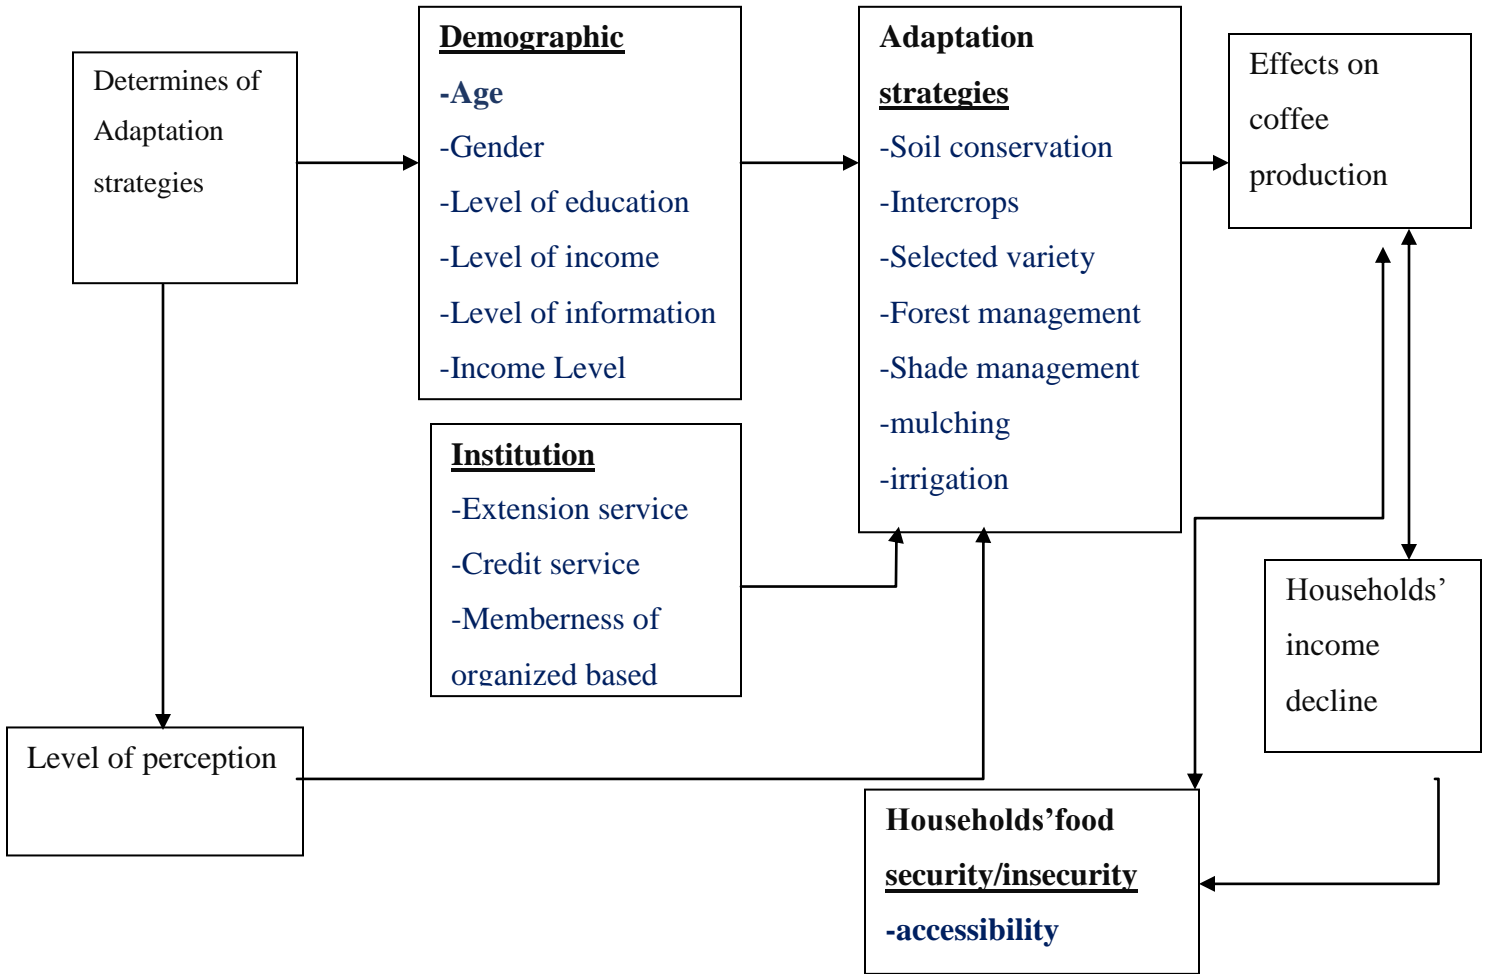 Determines of
Adaptation
strategies
Demographic
-Age
-Gender
-Level of education
-Level of income
-Level of information
-Income Level
Institution
-Extension service
-Credit service
-Memberness of
organized based
Adaptation
strategies
-Soil conservation
-Intercrops
-Selected variety
-Forest management
-Shade management
-mulching
-irrigation
Effects on
coffee
production
Households’
income
decline
Level of perception
Households’food
security/insecurity
-accessibility